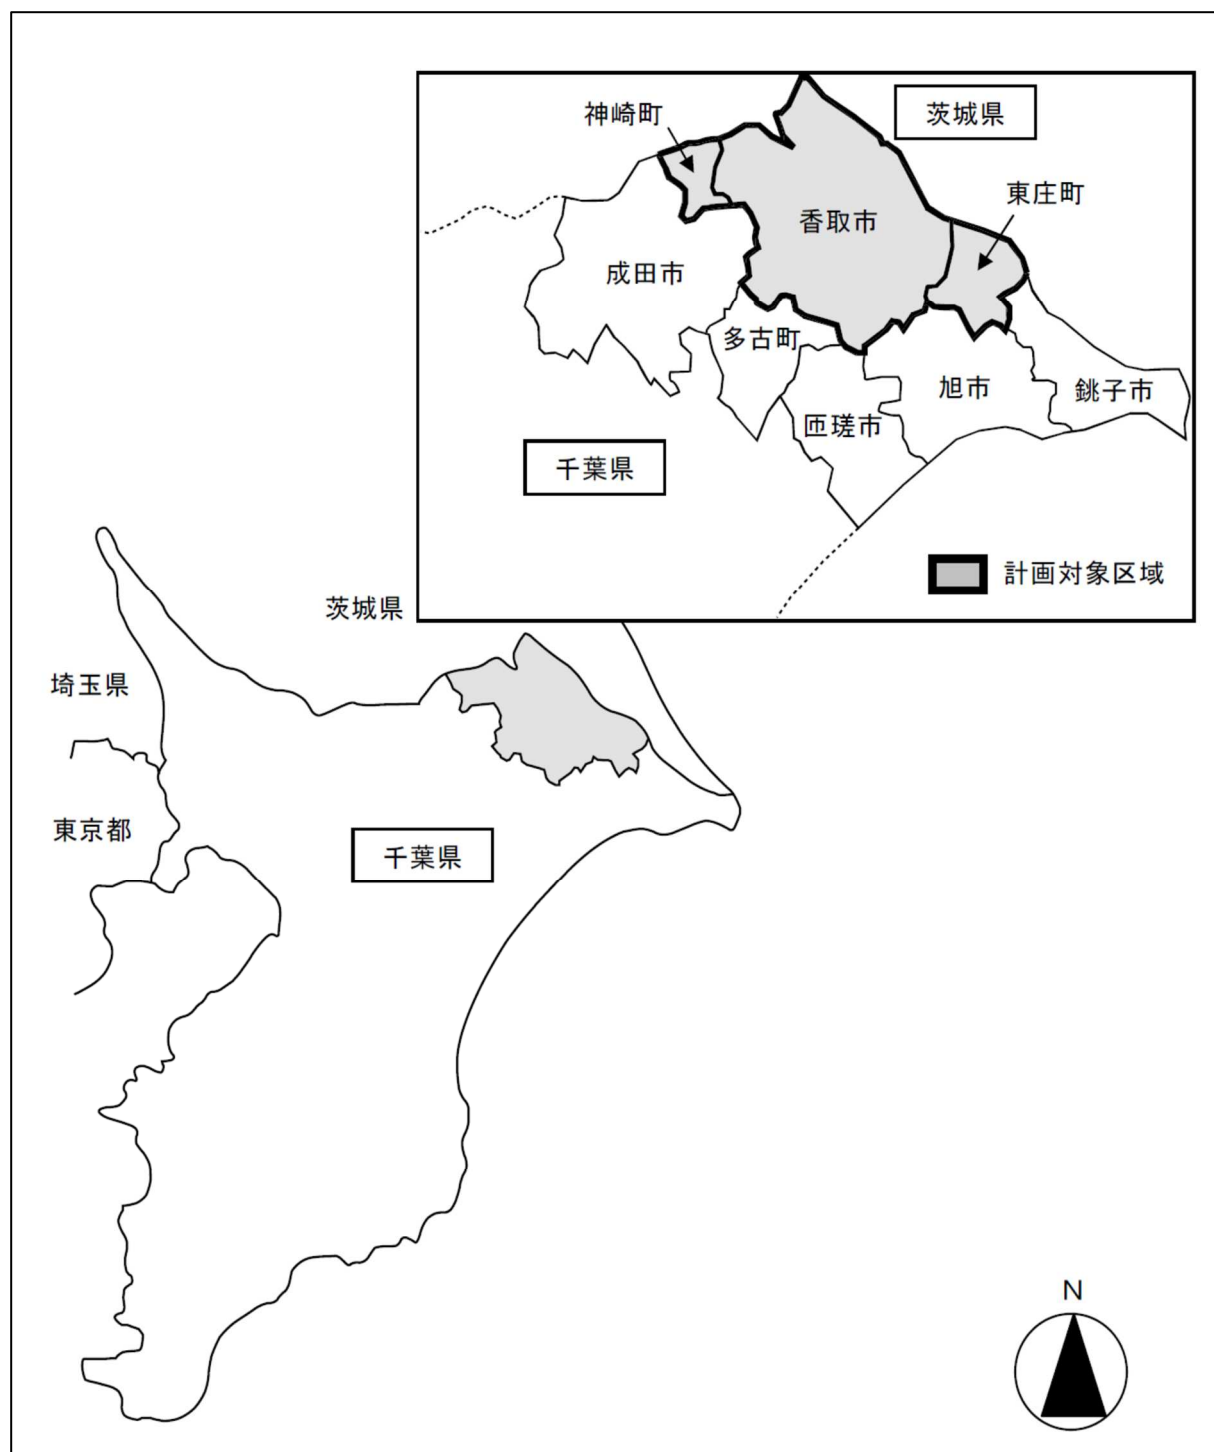 神崎町
茨城県
東庄町
香取市
成田市
多古町
旭市
銚子市
匝瑳市
千葉県
計画対象区域
茨城県
埼玉県
東京都
千葉県
N